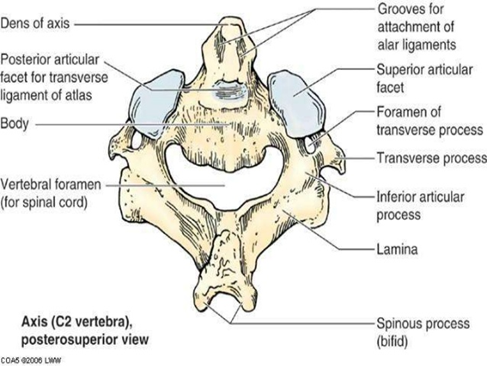 Dens of axis
Posterior articular
facet for transverse
ligament of atlas
Body
Vertebral foramen
(for spinal cord)
Grooves for
attachment of
alar ligaments
Superior articular
facet
Foramen of
transverse process
Transverse process
Inferior articular
process
Lamina
Spinous process
(bifid)
Axis (C2 vertebra),
posterosuperior view
COA5 ©2006 LWW